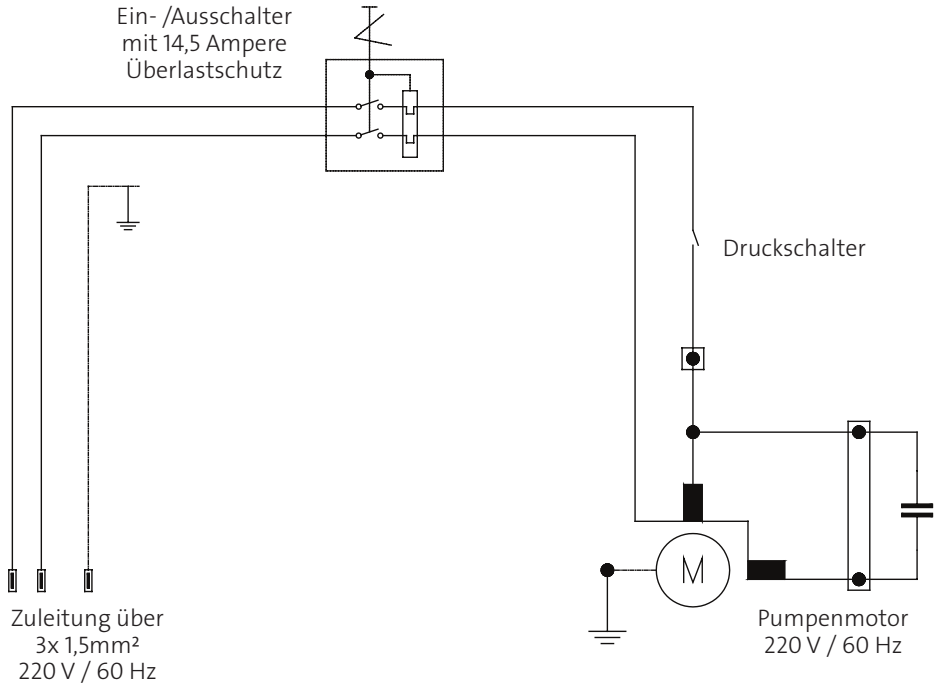 Ein- /Ausschalter
mit 14,5 Ampere
Überlastschutz
Druckschalter
M
Zuleitung über
3x 1,5mm²
220 V / 60 Hz
Pumpenmotor
220 V / 60 Hz